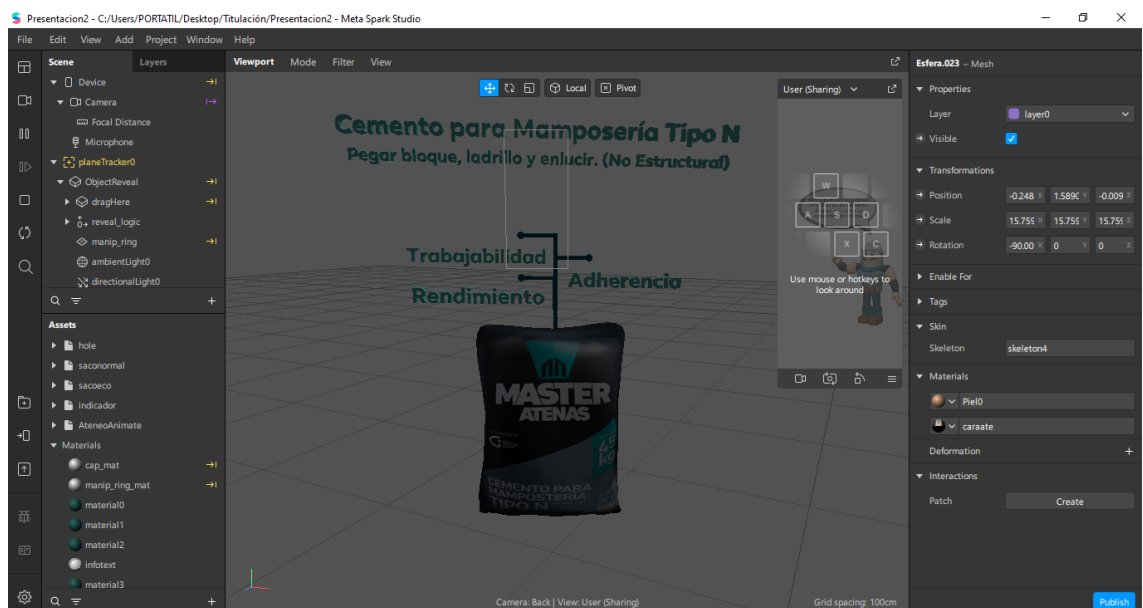 Presentacion2 - C:/Users/PORTATIL/Desktop/Titulación/Presentacion2 - Meta Spark Studio
File Edit View Add Project Window Help
Scene Layers
Device
Camera
Focal Distance
Microphone
planeTracker0
ObjectReveal
dragHere
reveal_logic
manip_ring
ambientLight0
directionalLight0
Assets
hole
saconormal
sacoeco
indicador
AteneoAnimate
Materials
cap_mat
manip_ring_mat
material0
material1
material2
infotext
material3
Viewport Mode Filter View
Local Pivot
Cemento para Mamposería Tipo N
Pegar bloque, ladrillo y enlucir. (No Estructural)
Trabajabilidad
Adherencia
Rendimiento
MASTER
ATENAS
45
kg
CEMENTO PARA
MAMPOSTERÍA
TIPO N
User (Sharing)
W
A S D
X C
Use mouse or hotkeys to
look around
Camera: Back | View: User (Sharing)
Grid spacing: 100cm
Esfera.023 – Mesh
Properties
Layer layer0
Visible
Transformations
Position -0.248 X 1.589 Y -0.009 Z
Scale 15.759 X 15.759 Y 15.759 Z
Rotation -90.00 X 0 Y 0 Z
Enable For
Tags
Skin
Skeleton skeleton4
Materials
Piel0
caraate
Deformation
Interactions
Patch Create
Publish